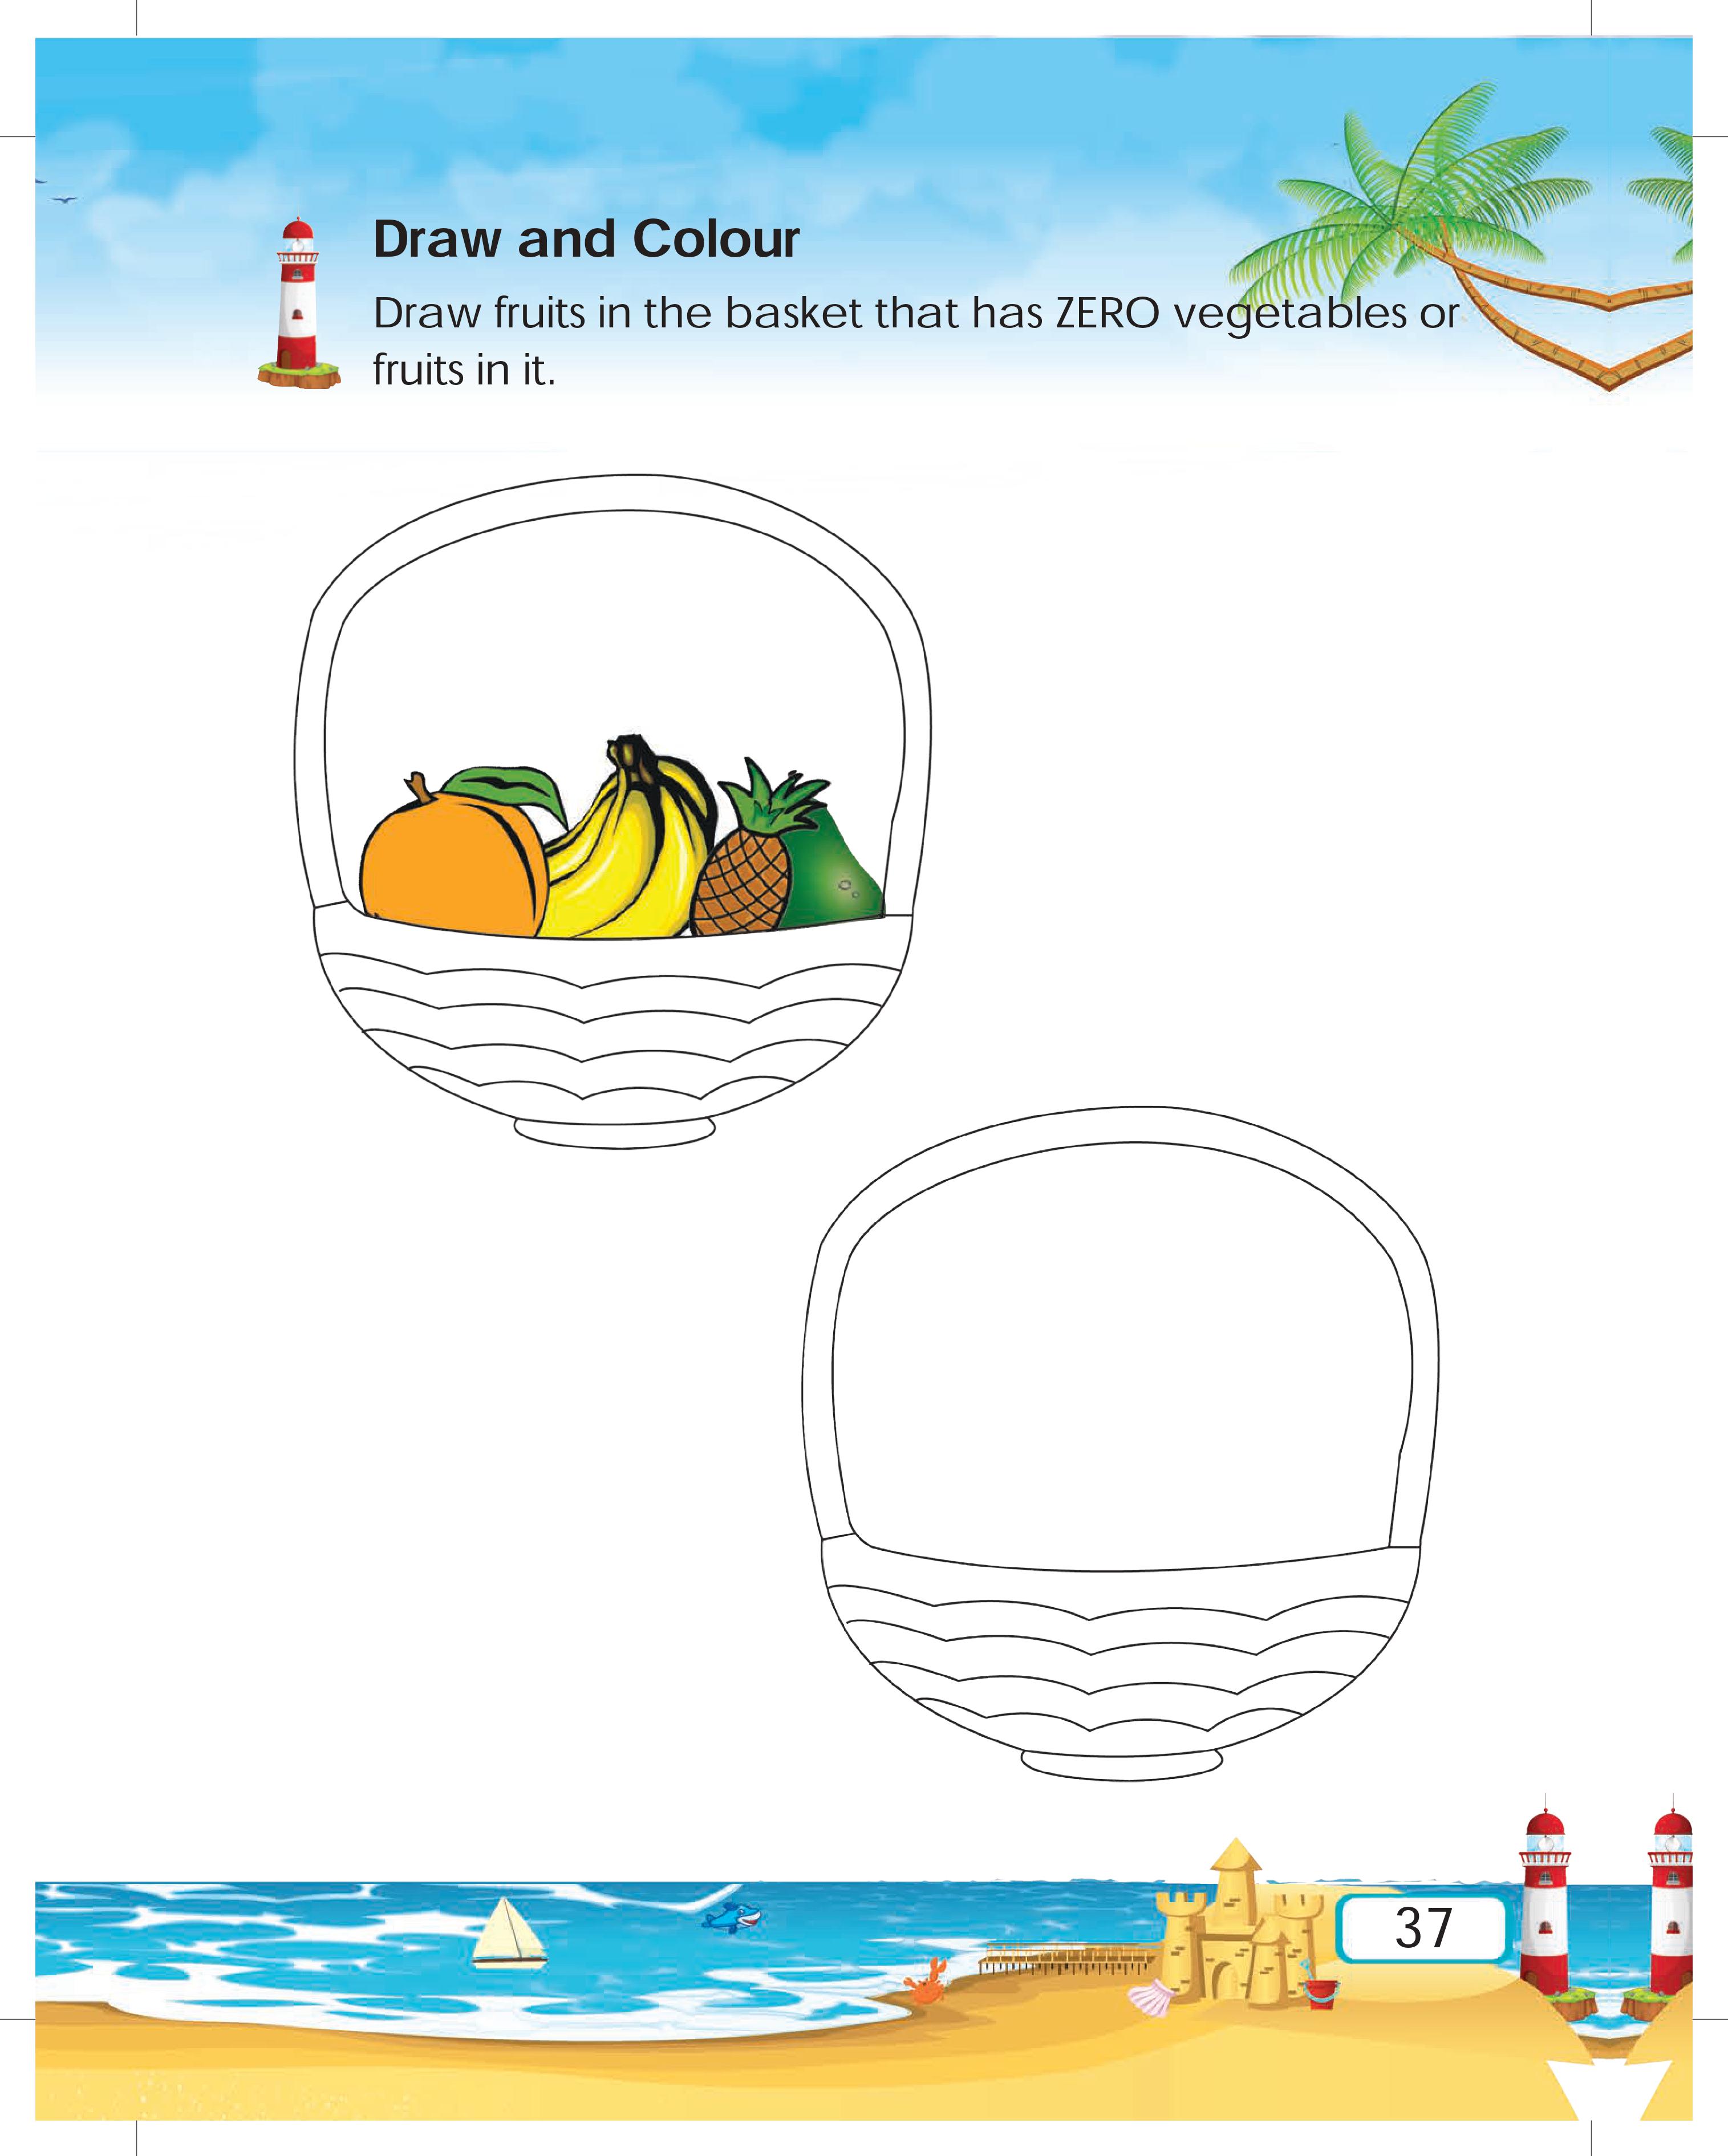 Draw and Colour
Draw fruits in the basket that has ZERO vegetables or
fruits in it.
37